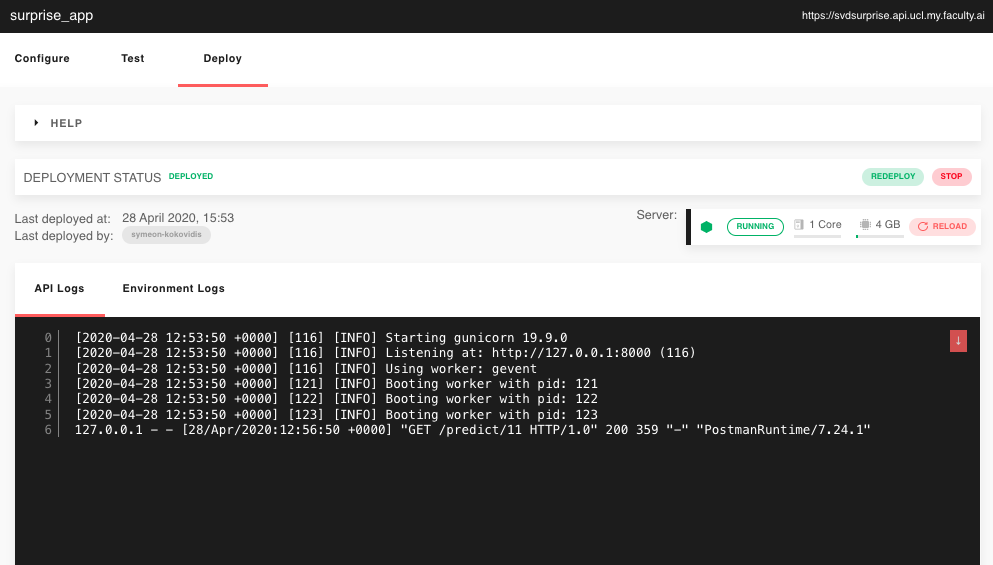 surprise_app
https://svdsurprise.api.ucl.my.faculty.ai
Configure Test Deploy
HELP
DEPLOYMENT STATUS DEPLOYED REDEPLOY STOP
Last deployed at: 28 April 2020, 15:53
Last deployed by: symeon-kokovidis
Server: RUNNING 1 Core 4 GB RELOAD
API Logs Environment Logs
0 [2020-04-28 12:53:50 +0000] [116] [INFO] Starting gunicorn 19.9.0
1 [2020-04-28 12:53:50 +0000] [116] [INFO] Listening at: http://127.0.0.1:8000 (116)
2 [2020-04-28 12:53:50 +0000] [116] [INFO] Using worker: gevent
3 [2020-04-28 12:53:50 +0000] [121] [INFO] Booting worker with pid: 121
4 [2020-04-28 12:53:50 +0000] [122] [INFO] Booting worker with pid: 122
5 [2020-04-28 12:53:50 +0000] [123] [INFO] Booting worker with pid: 123
6 127.0.0.1 - - [28/Apr/2020:12:56:50 +0000] "GET /predict/11 HTTP/1.0" 200 359 "-" "PostmanRuntime/7.24.1"